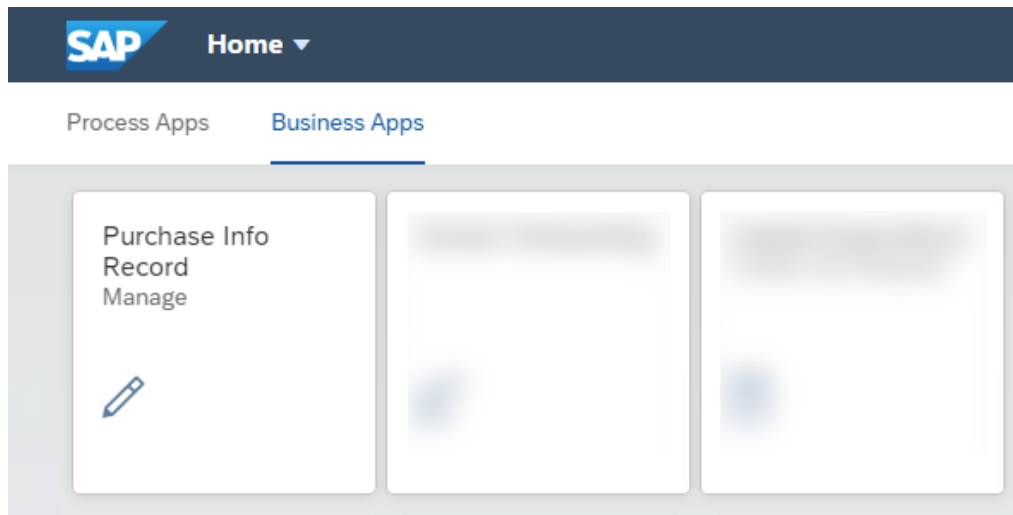 SAP Home
Process Apps Business Apps
Purchase Info
Record
Manage